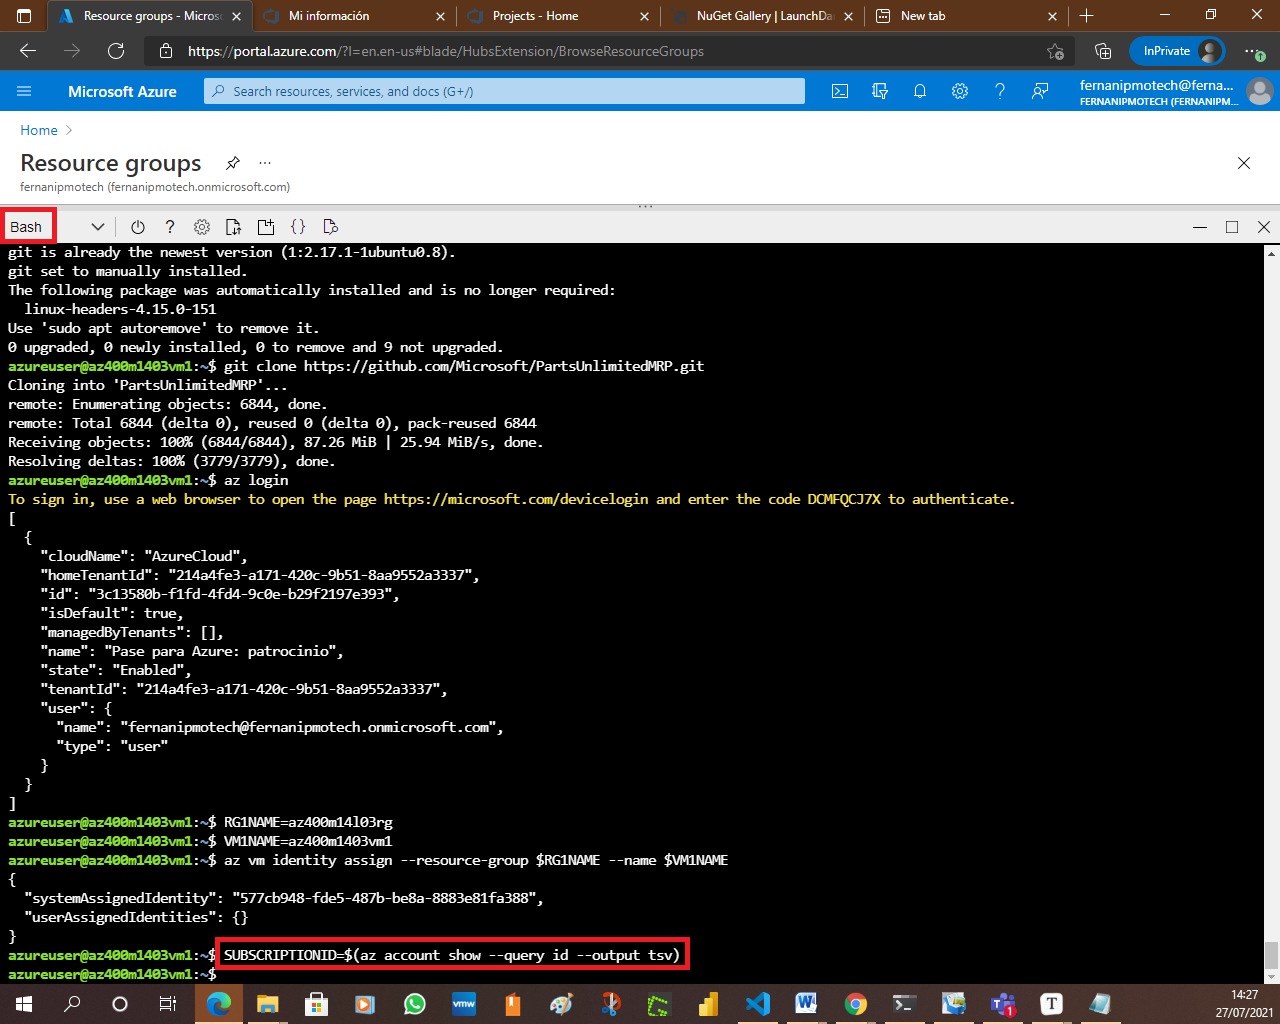 Resource groups - Micros
Mi información
Projects - Home
NuGet Gallery | LaunchDa
New tab
https://portal.azure.com/?l=en.en-us#blade/HubsExtension/BrowseResourceGroups
InPrivate
Microsoft Azure
Search resources, services, and docs (G+/)
fernanipmotech@ferna...
FERNANIPMOTECH (FERNANIPM...
Home
Resource groups
fernanipmotech (fernanipmotech.onmicrosoft.com)
Bash
git is already the newest version (1:2.17.1-1ubuntu0.8).
git set to manually installed.
The following package was automatically installed and is no longer required:
linux-headers-4.15.0-151
Use 'sudo apt autoremove' to remove it.
0 upgraded, 0 newly installed, 0 to remove and 9 not upgraded.
azureuser@az400m1403vm1:~$ git clone https://github.com/Microsoft/PartsUnlimitedMRP.git
Cloning into 'PartsUnlimitedMRP'...
remote: Enumerating objects: 6844, done.
remote: Total 6844 (delta 0), reused 0 (delta 0), pack-reused 6844
Receiving objects: 100% (6844/6844), 87.26 MiB | 25.94 MiB/s, done.
Resolving deltas: 100% (3779/3779), done.
azureuser@az400m1403vm1:~$ az login
To sign in, use a web browser to open the page https://microsoft.com/devicelogin and enter the code DCMFQCJ7X to authenticate.
[
{
"cloudName": "AzureCloud",
"homeTenantId": "214a4fe3-a171-420c-9b51-8aa9552a3337",
"id": "3c13580b-f1fd-4fd4-9c0e-b29f2197e393",
"isDefault": true,
"managedByTenants": [],
"name": "Pase para Azure: patrocinio",
"state": "Enabled",
"tenantId": "214a4fe3-a171-420c-9b51-8aa9552a3337",
"user": {
"name": "fernanipmotech@fernanipmotech.onmicrosoft.com",
"type": "user"
}
}
]
azureuser@az400m1403vm1:~$ RG1NAME=az400m14l03rg
azureuser@az400m1403vm1:~$ VM1NAME=az400m1403vm1
azureuser@az400m1403vm1:~$ az vm identity assign --resource-group $RG1NAME --name $VM1NAME
{
"systemAssignedIdentity": "577cb948-fde5-487b-be8a-8883e81fa388",
"userAssignedIdentities": {}
}
azureuser@az400m1403vm1:~$ SUBSCRIPTIONID=$(az account show --query id --output tsv)
azureuser@az400m1403vm1:~$
vmw
1
14:27
27/07/2021